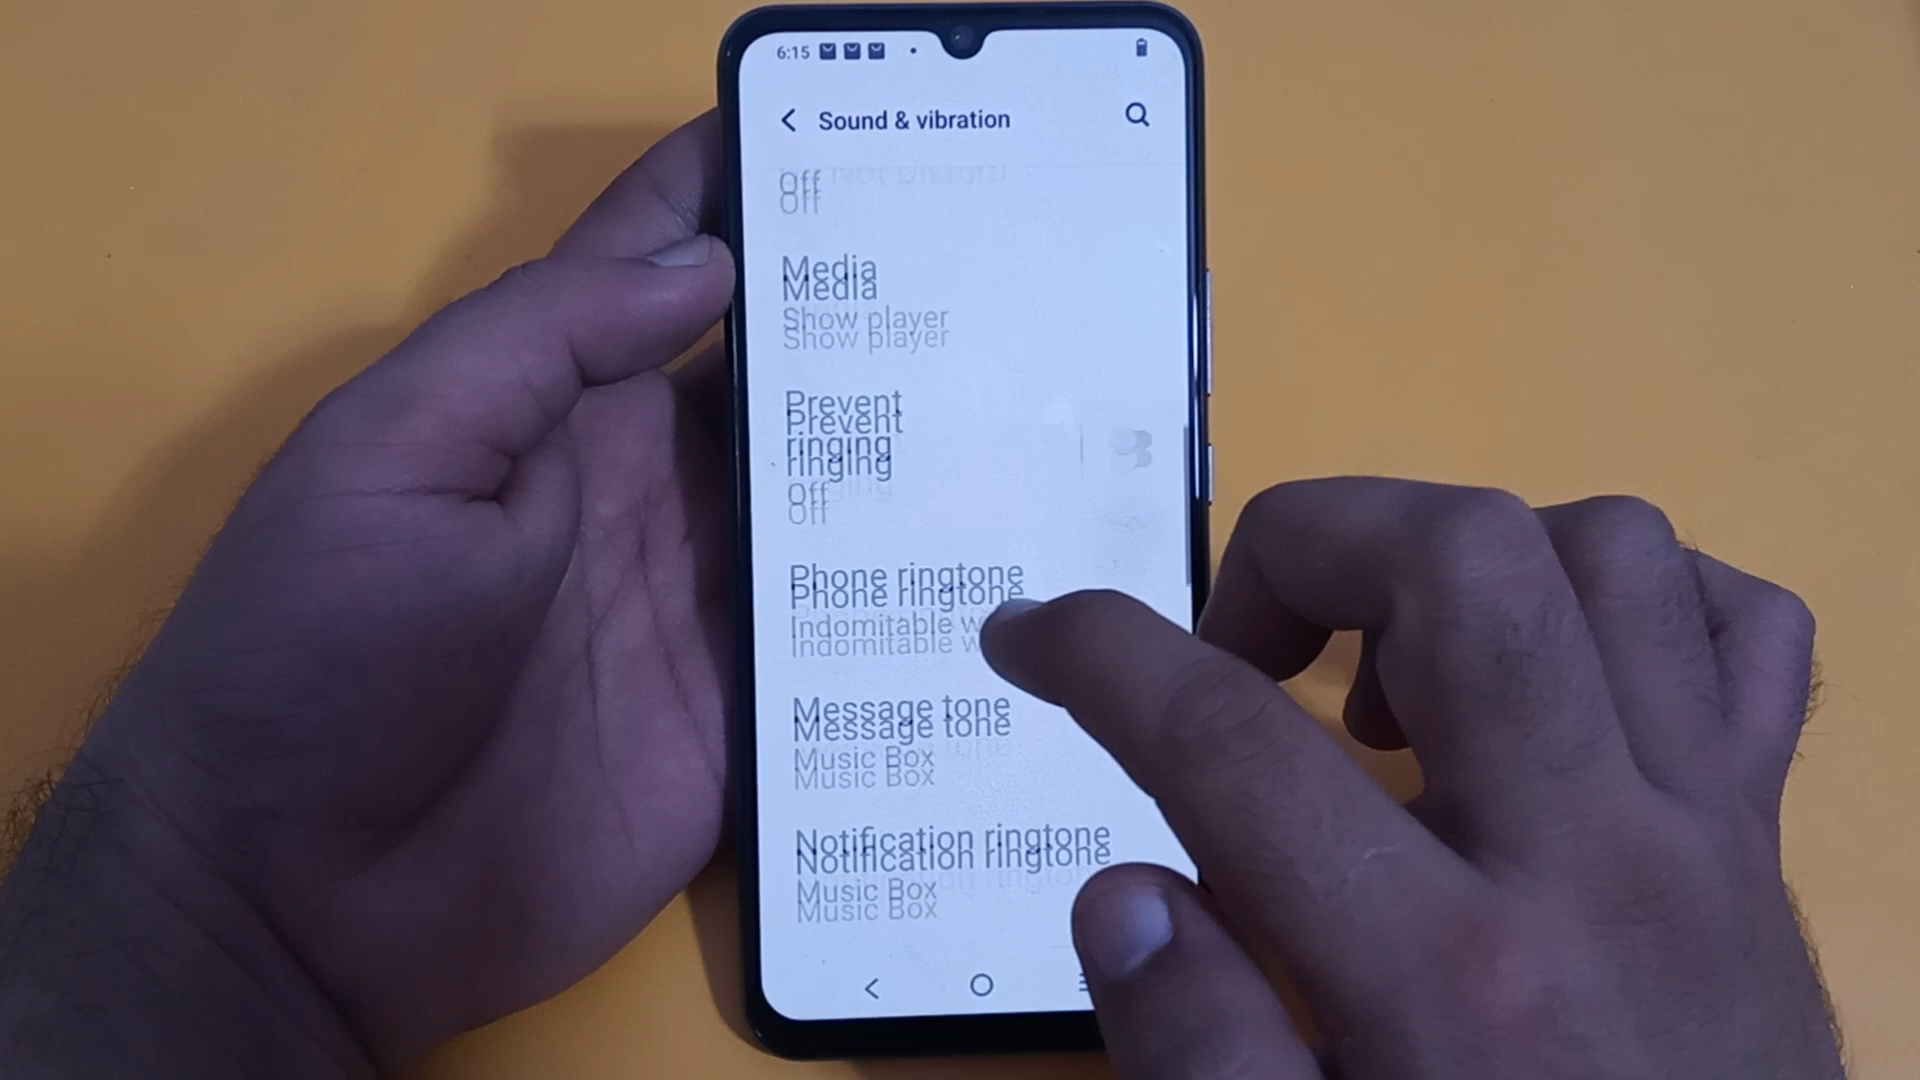 6:15
Sound & vibration
Off
Media
Show player
Prevent
ringing
Off
Phone ringtone
Indomitable
Message tone
Music Box
Notification ringtone
Music Box